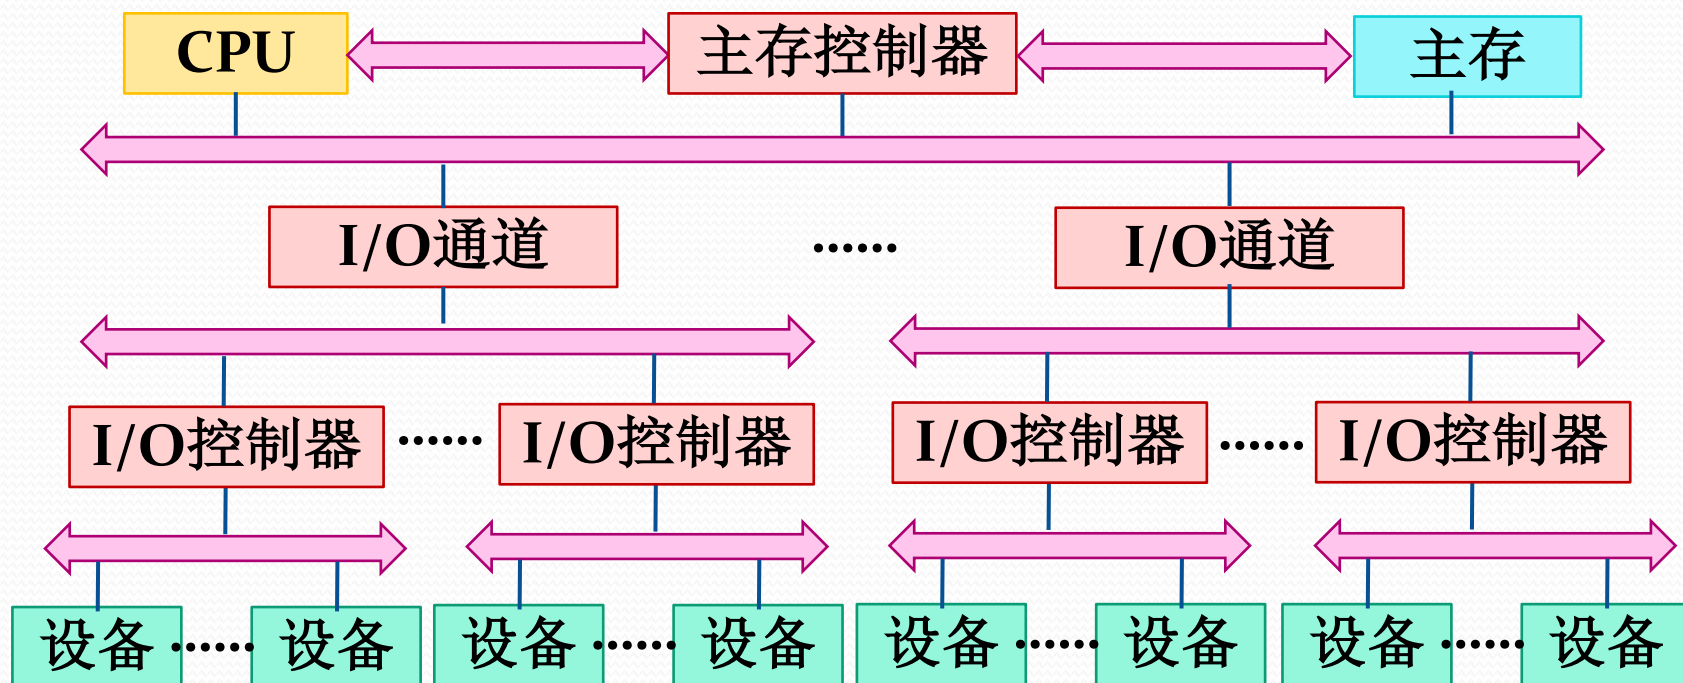 CPU 主存控制器 主存
I/O通道 …… I/O通道
I/O控制器 …… I/O控制器 I/O控制器 …… I/O控制器
设备 …… 设备 设备 …… 设备 设备 …… 设备 设备 …… 设备